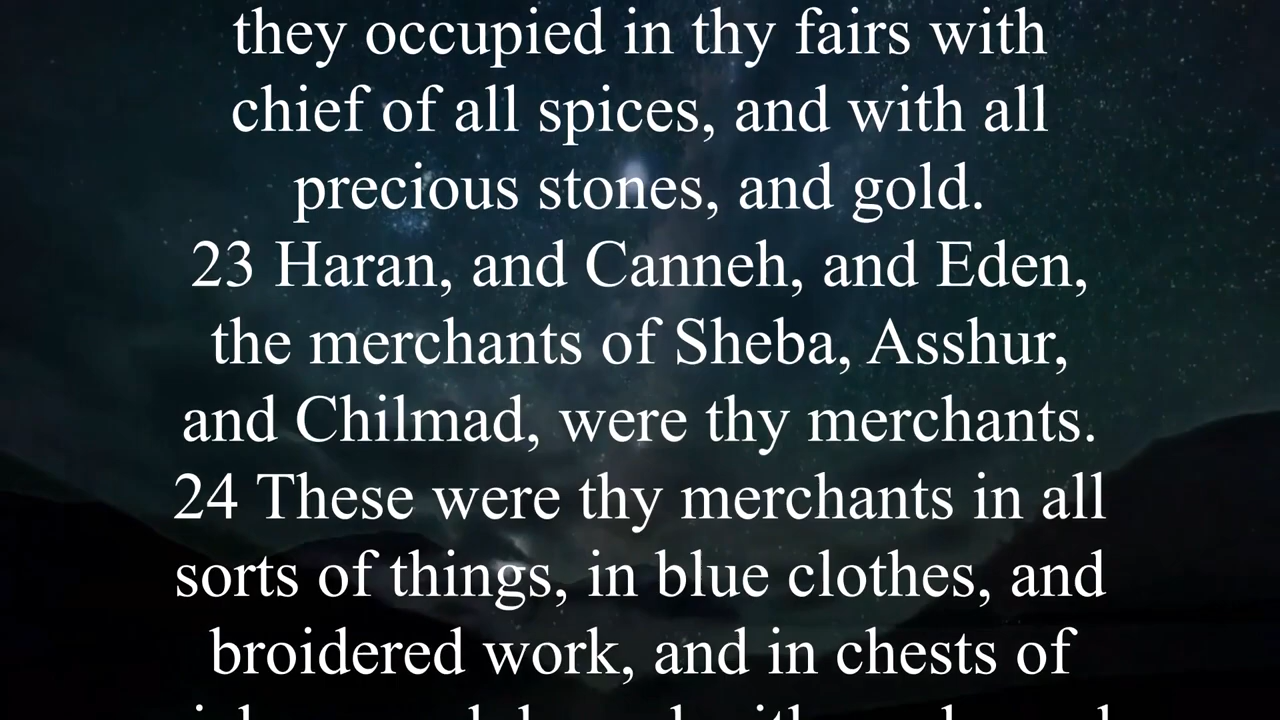 they occupied in thy fairs with
chief of all spices, and with all
precious stones, and gold.
23 Haran, and Canneh, and Eden,
the merchants of Sheba, Asshur,
and Chilmad, were thy merchants.
24 These were thy merchants in all
sorts of things, in blue clothes, and
broidered work, and in chests of